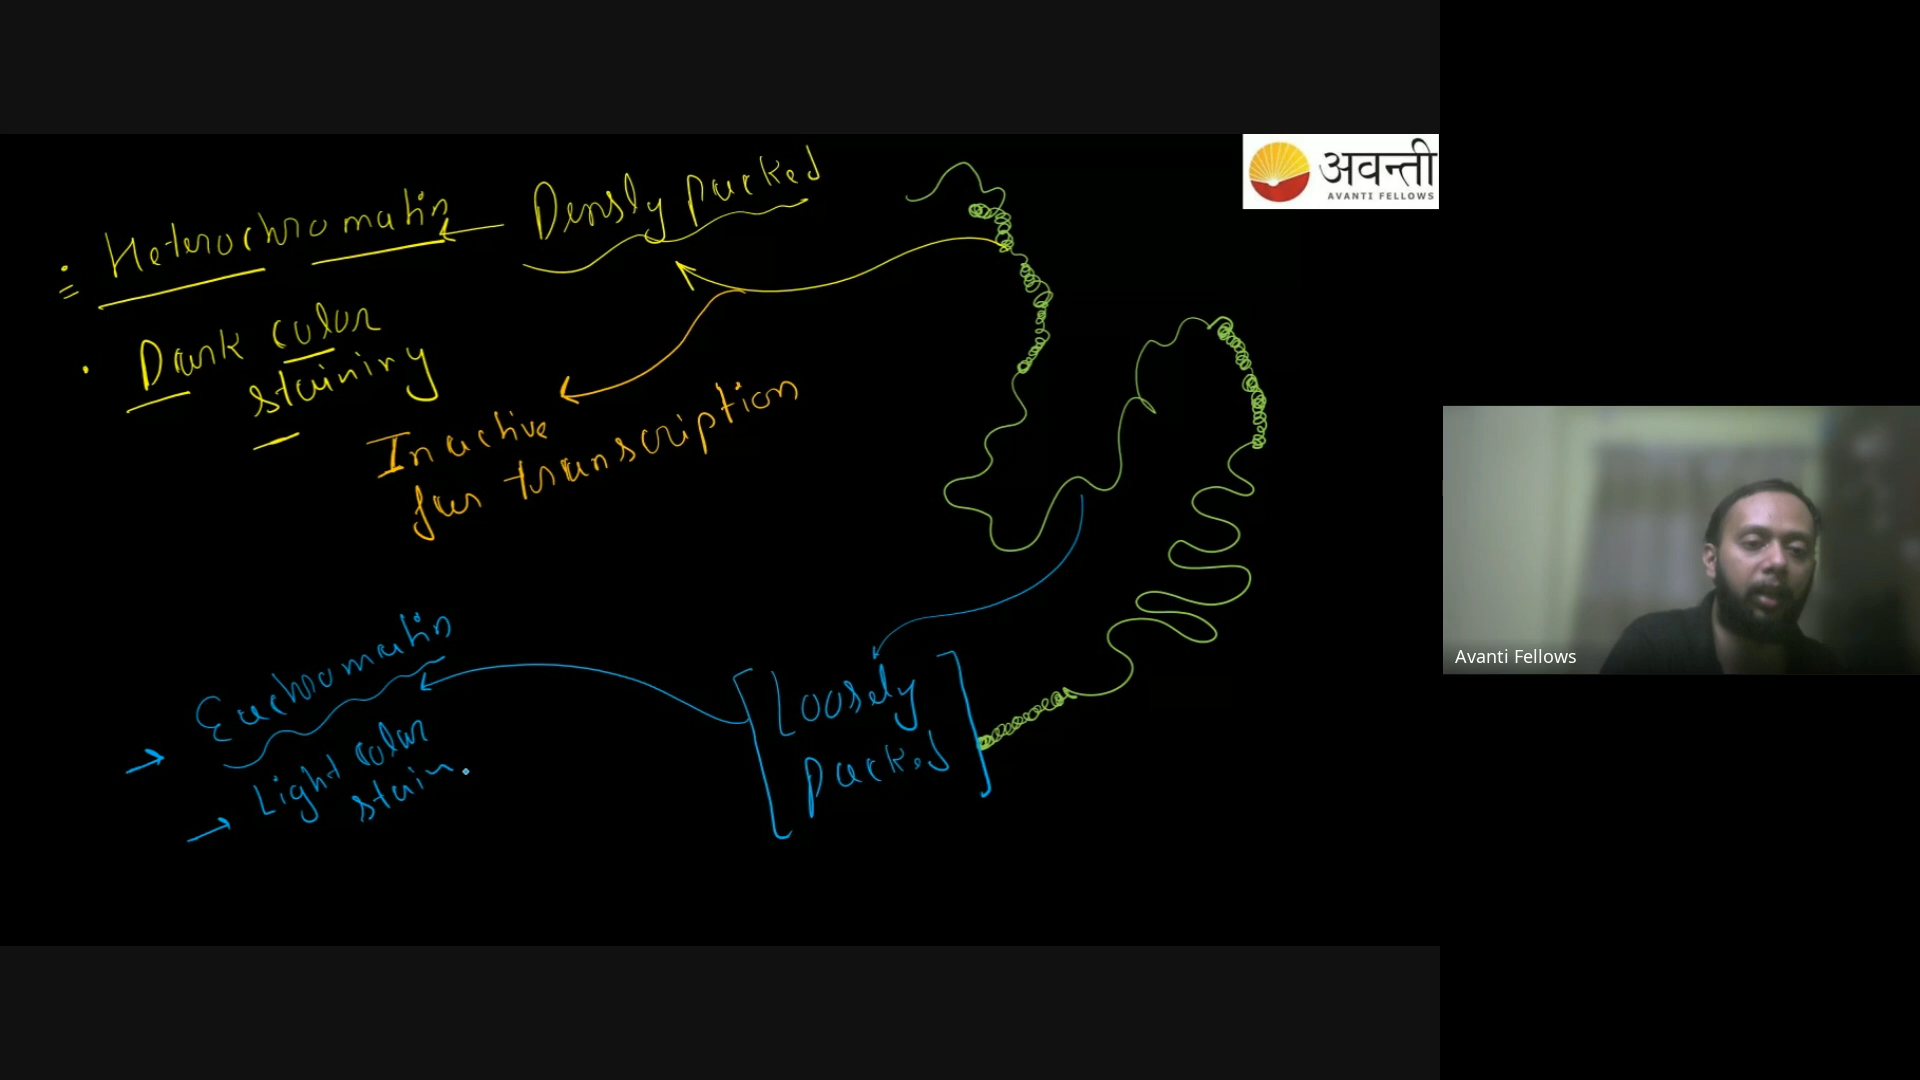 Heterochromatin ← Densly packed
. Dark color
staining
Inactive
for transcription
Euchromatin
→ Light color
stain.
Loosely
packed
अवन्ती
AVANTI FELLOWS
Avanti Fellows